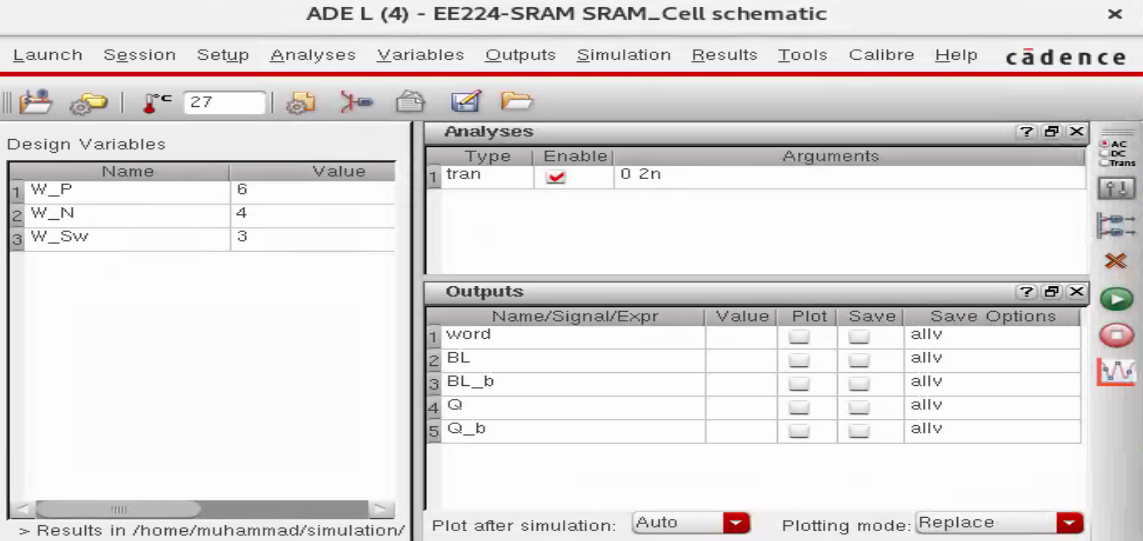 ADE L (4) - EE224-SRAM SRAM_Cell schematic ×
Launch Session Setup Analyses Variables Outputs Simulation Results Tools Calibre Help cādence
°C 27
Design Variables
Name Value
1 W_P 6
2 W_N 4
3 W_Sw 3
> Results in /home/muhammad/simulation/
Analyses ?
Type Enable Arguments
1 tran 0 2n
Outputs ?
Name/Signal/Expr Value Plot Save Save Options
1 word allv
2 BL allv
3 BL_b allv
4 Q allv
5 Q_b allv
Plot after simulation: Auto Plotting mode: Replace
AC
DC
Trans